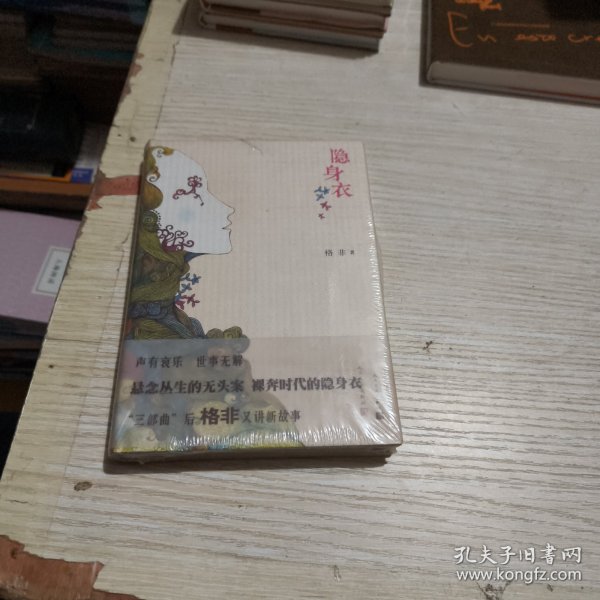 隐身衣
格非 著
声有哀乐 世事无解
悬念丛生的无头案 裸奔时代的隐身衣
“三部曲”后格非又讲新故事
En
孔夫子旧书网
www.kongfz.com